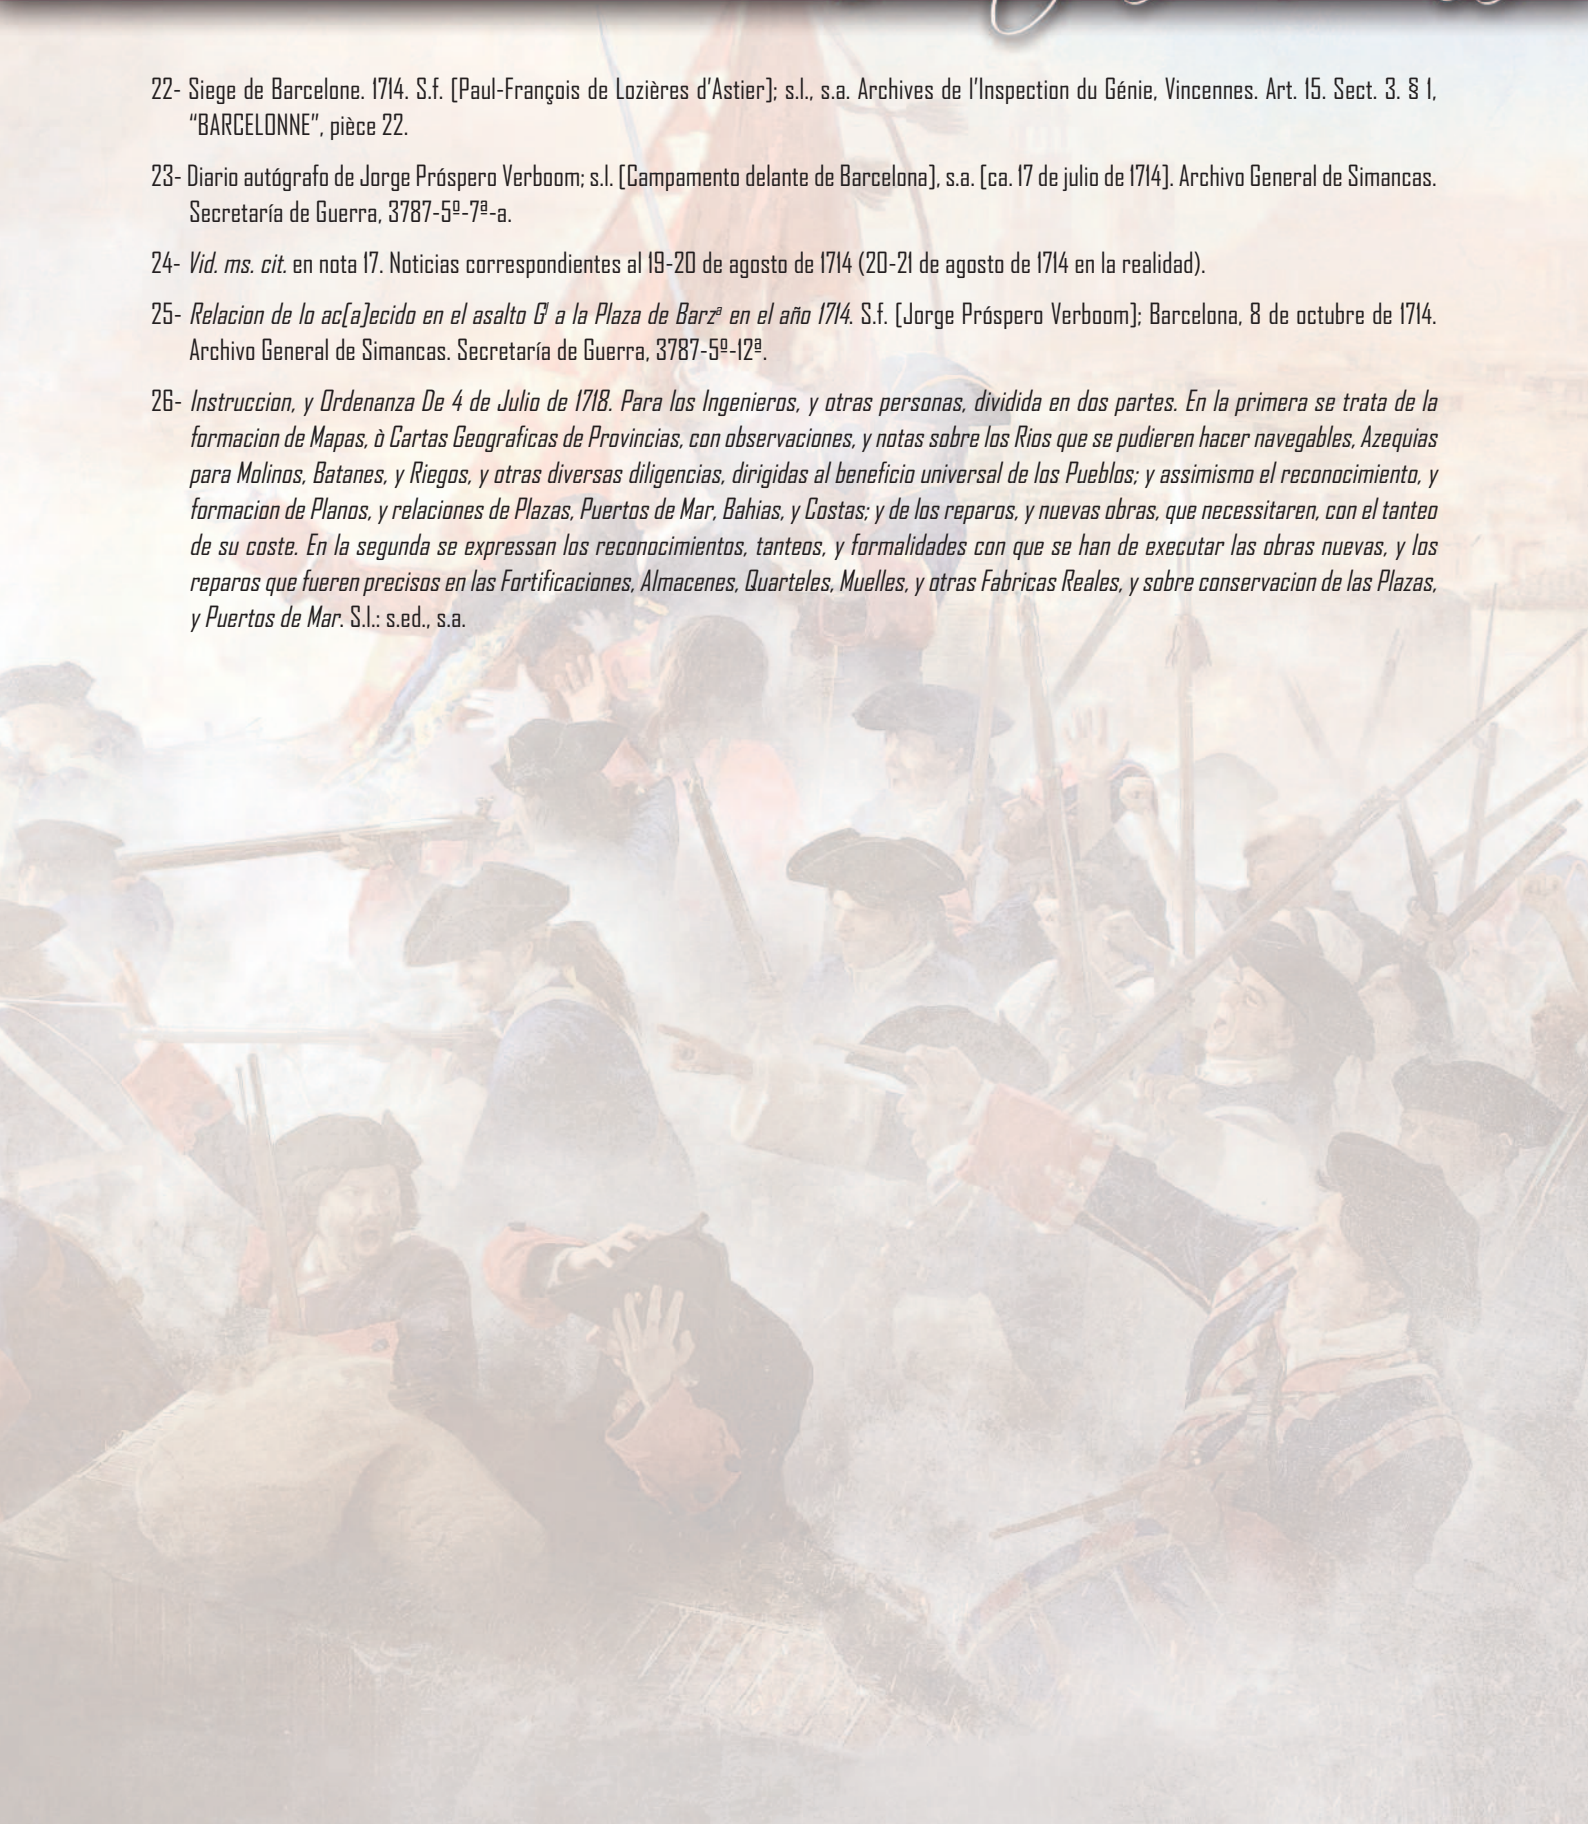 22- Siege de Barcelone. 1714. S.f. [Paul-François de Lozières d'Astier]; s.l., s.a. Archives de l'Inspection du Génie, Vincennes. Art. 15. Sect. 3. § 1,
“BARCELONNE”, pièce 22.
23- Diario autógrafo de Jorge Próspero Verboom; s.l. [Campamento delante de Barcelona], s.a. [ca. 17 de julio de 1714]. Archivo General de Simancas.
Secretaría de Guerra, 3787-5º-7ª-a.
24- Vid. ms. cit. en nota 17. Noticias correspondientes al 19-20 de agosto de 1714 (20-21 de agosto de 1714 en la realidad).
25- Relacion de lo ac[a]ecido en el asalto Gˡ a la Plaza de Barzª en el año 1714. S.f. [Jorge Próspero Verboom]; Barcelona, 8 de octubre de 1714.
Archivo General de Simancas. Secretaría de Guerra, 3787-5º-12ª.
26- Instruccion, y Ordenanza De 4 de Julio de 1718. Para los Ingenieros, y otras personas, dividida en dos partes. En la primera se trata de la
formacion de Mapas, ò Cartas Geograficas de Provincias, con observaciones, y notas sobre los Rios que se pudieren hacer navegables, Azequias
para Molinos, Batanes, y Riegos, y otras diversas diligencias, dirigidas al beneficio universal de los Pueblos; y assimismo el reconocimiento, y
formacion de Planos, y relaciones de Plazas, Puertos de Mar, Bahias, y Costas; y de los reparos, y nuevas obras, que necessitaren, con el tanteo
de su coste. En la segunda se expressan los reconocimientos, tanteos, y formalidades con que se han de executar las obras nuevas, y los
reparos que fueren precisos en las Fortificaciones, Almacenes, Quarteles, Muelles, y otras Fabricas Reales, y sobre conservacion de las Plazas,
y Puertos de Mar. S.l.: s.ed., s.a.